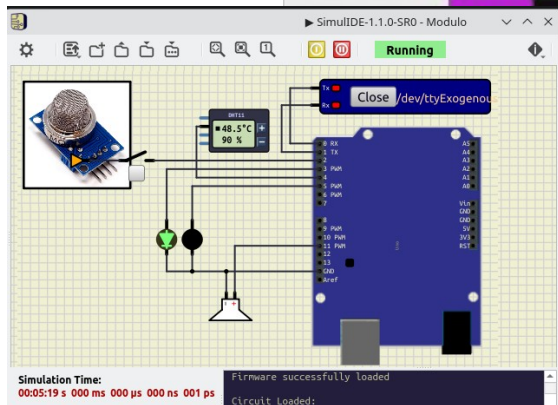 ▶ SimulIDE-1.1.0-SR0 - Modulo
Running
DHT11
48.5°C
90 %
Tx
Rx
Close
/dev/ttyExogenou
0 RX
1 TX
2
3 PWM
4
5 PWM
6 PWM
7
8
9 PWM
10 PWM
11 PWM
12
13
GND
Aref
A5
A4
A3
A2
A1
A0
Vin
GND
GND
5V
3V3
RST
Simulation Time:
00:05:19 s 000 ms 000 µs 000 ns 001 ps
Firmware successfully loaded
Circuit Loaded: